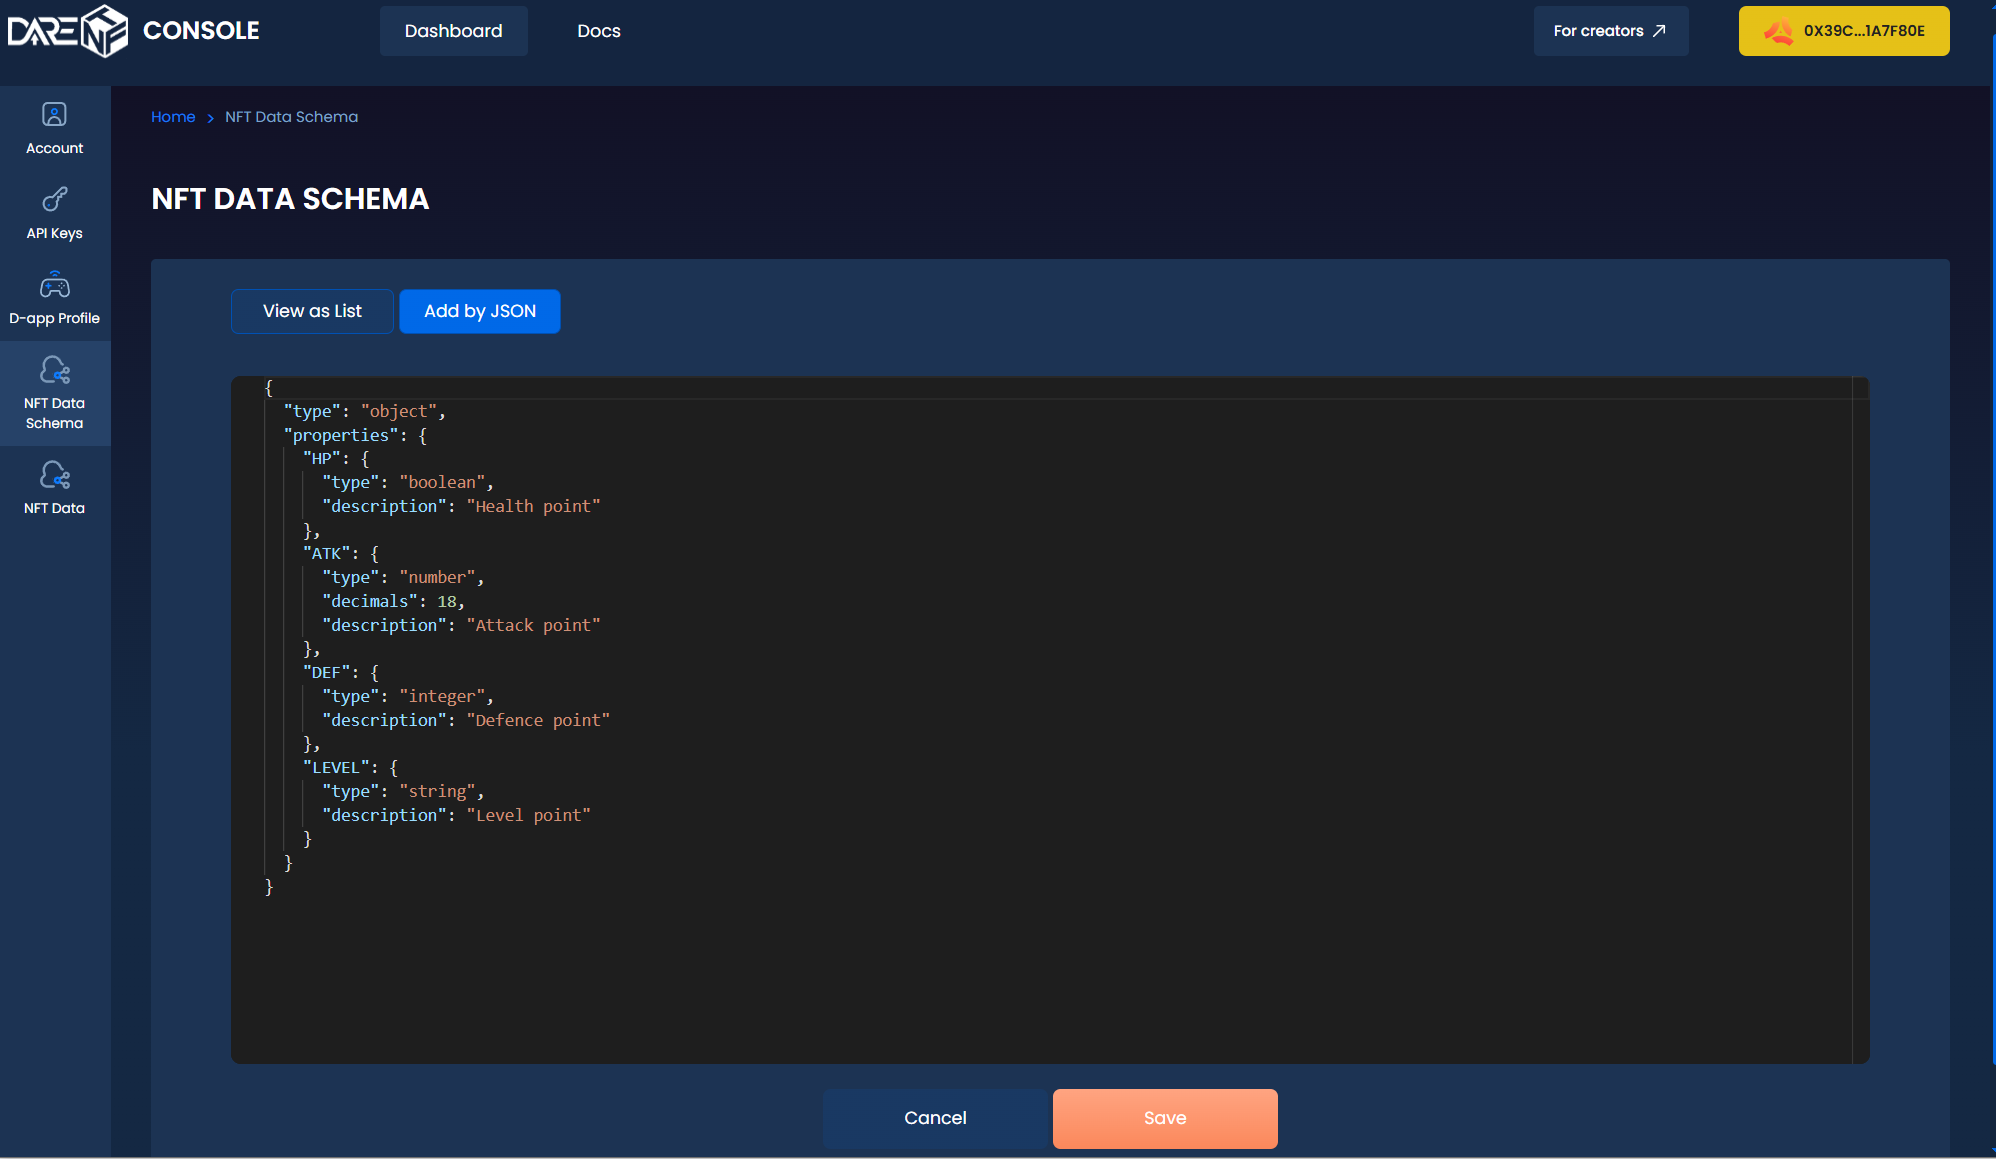 DARENFT CONSOLE
Dashboard
Docs
For creators
0X39C...1A7F80E
Account
API Keys
D-app Profile
NFT Data
Schema
NFT Data
Home > NFT Data Schema
NFT DATA SCHEMA
View as List
Add by JSON
{
  "type": "object",
  "properties": {
    "HP": {
      "type": "boolean",
      "description": "Health point"
    },
    "ATK": {
      "type": "number",
      "decimals": 18,
      "description": "Attack point"
    },
    "DEF": {
      "type": "integer",
      "description": "Defence point"
    },
    "LEVEL": {
      "type": "string",
      "description": "Level point"
    }
  }
}
Cancel
Save